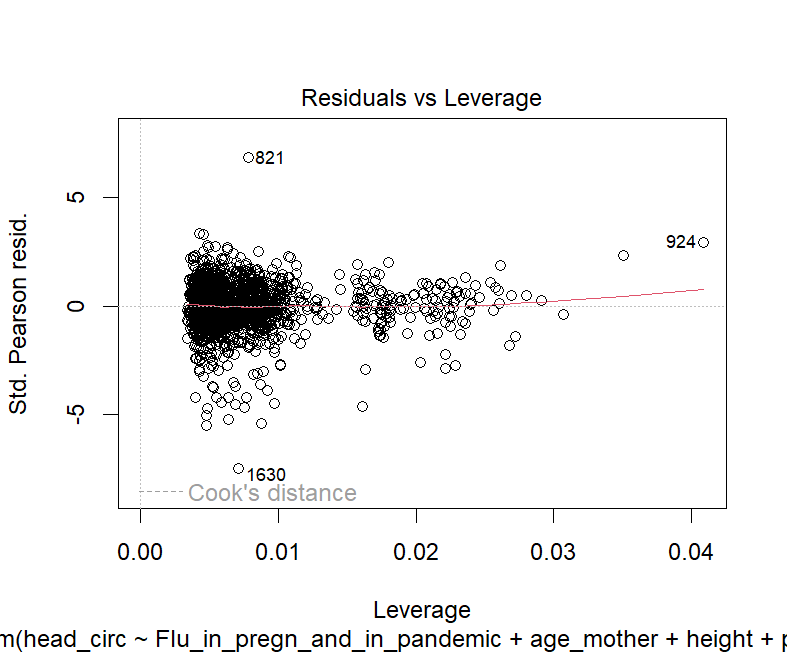 Residuals vs Leverage
Std. Pearson resid.
5
0
-5
821
924
1630
Cook's distance
0.00 0.01 0.02 0.03 0.04
Leverage
m(head_circ ~ Flu_in_pregn_and_in_pandemic + age_mother + height + p